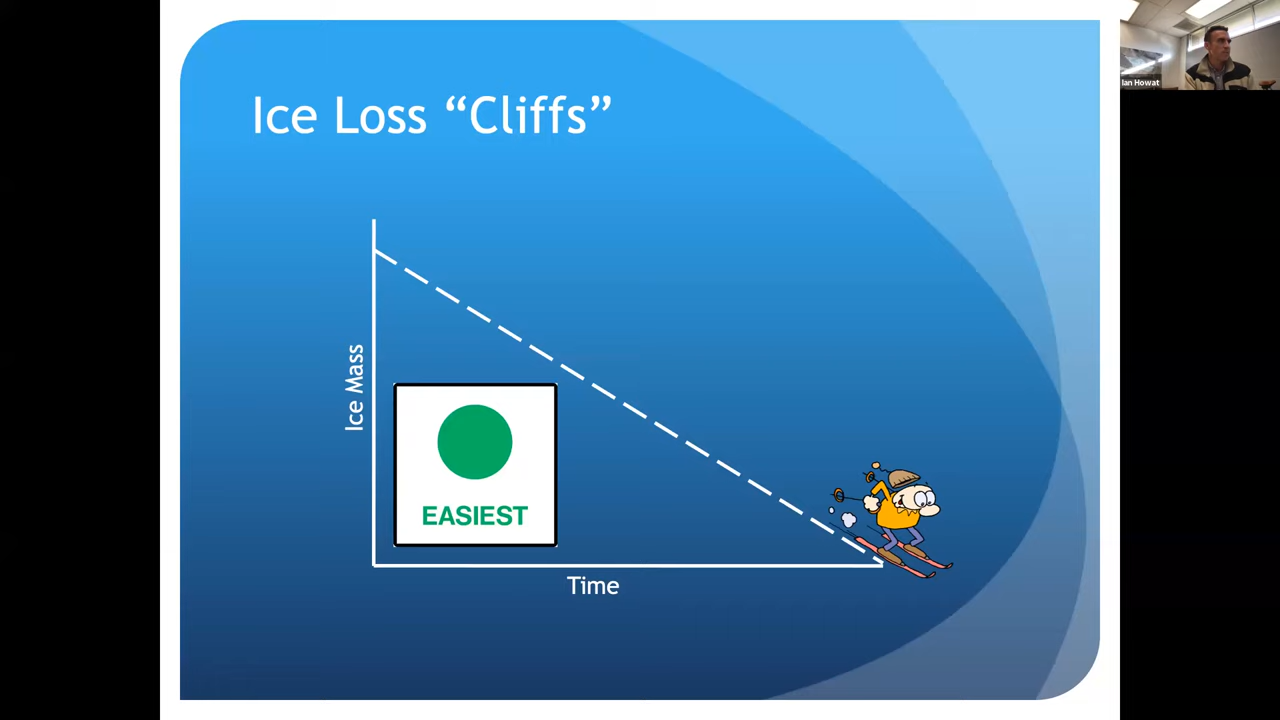 Ice Loss “Cliffs”
Ice Mass
EASIEST
Time
Ian Howat